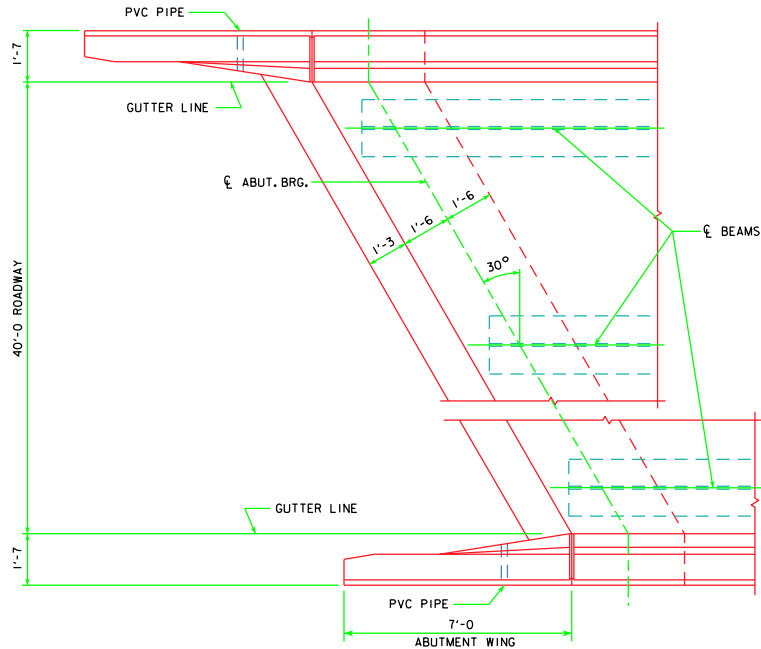 PVC PIPE
1'-7
GUTTER LINE
℄ ABUT. BRG.
1'-6
1'-6
1'-3
℄ BEAMS
30°
40'-0 ROADWAY
GUTTER LINE
1'-7
PVC PIPE
7'-0
ABUTMENT WING